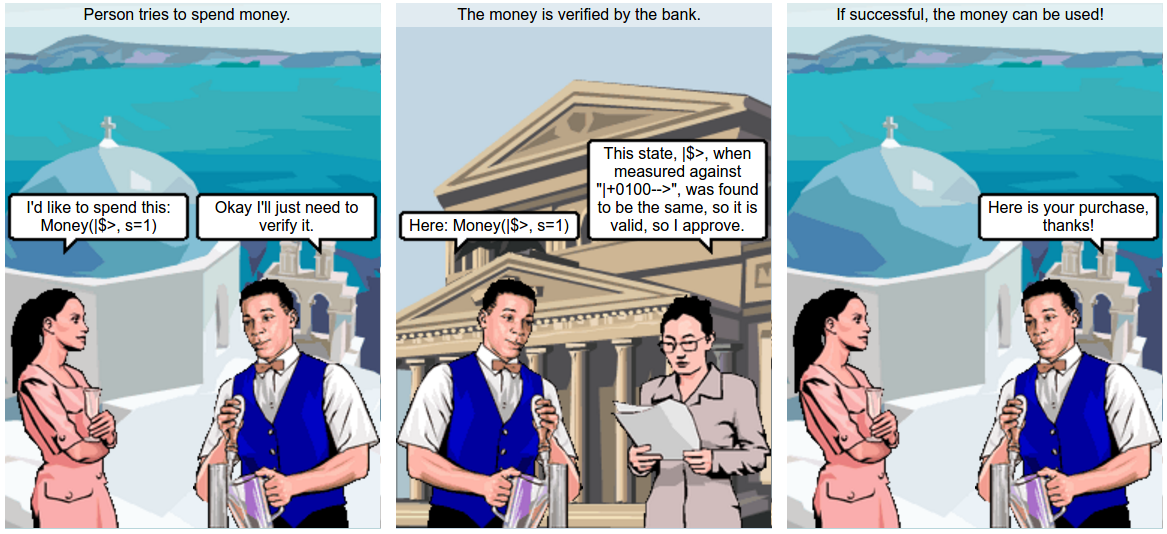 Person tries to spend money.
I'd like to spend this:
Money(|$>, s=1)
Okay I'll just need to
verify it.
The money is verified by the bank.
Here: Money(|$>, s=1)
This state, |$>, when
measured against
"|+0100-->", was found
to be the same, so it is
valid, so I approve.
If successful, the money can be used!
Here is your purchase,
thanks!